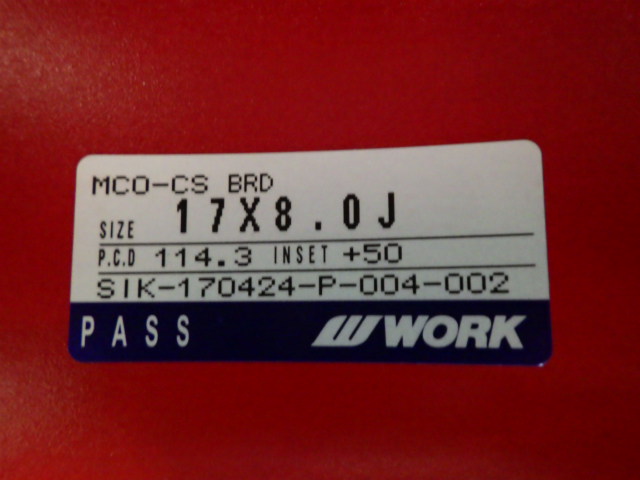 MCO-CS BRD
SIZE 17X8.0J
P.C.D 114.3 INSET +50
SIK-170424-P-004-002
PASS WORK